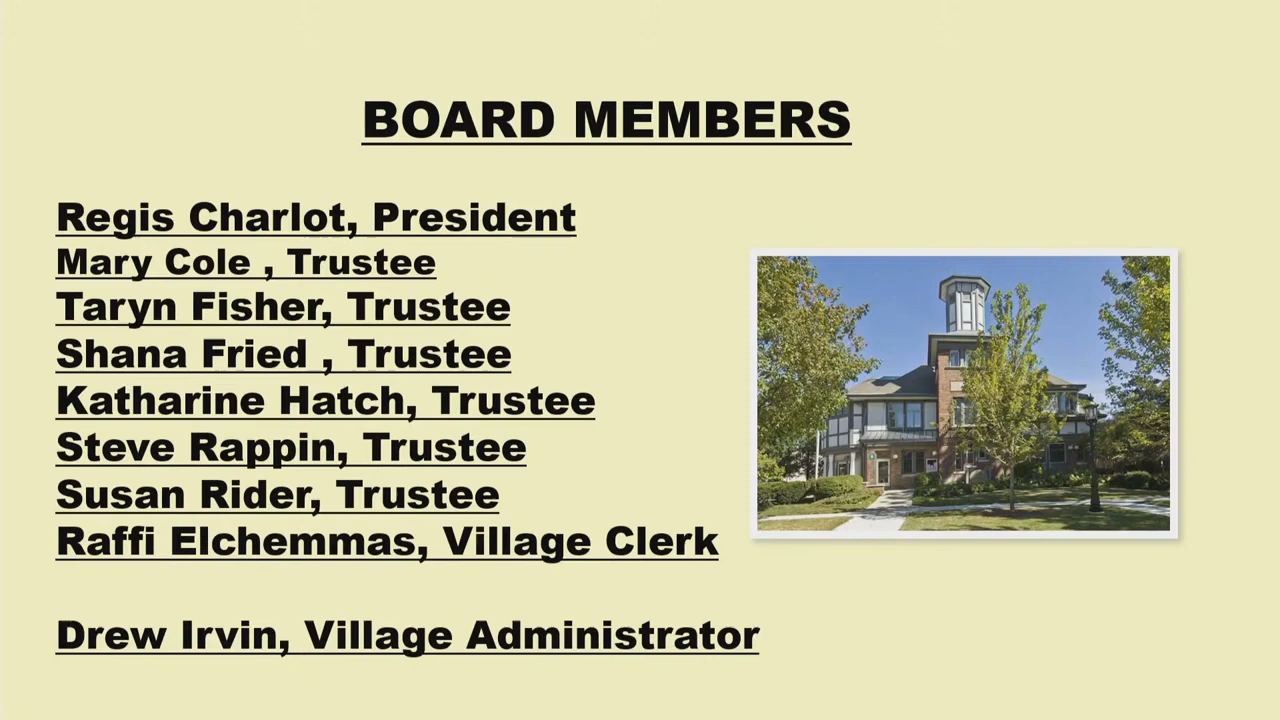 BOARD MEMBERS
Regis Charlot, President
Mary Cole , Trustee
Taryn Fisher, Trustee
Shana Fried , Trustee
Katharine Hatch, Trustee
Steve Rappin, Trustee
Susan Rider, Trustee
Raffi Elchemmas, Village Clerk
Drew Irvin, Village Administrator